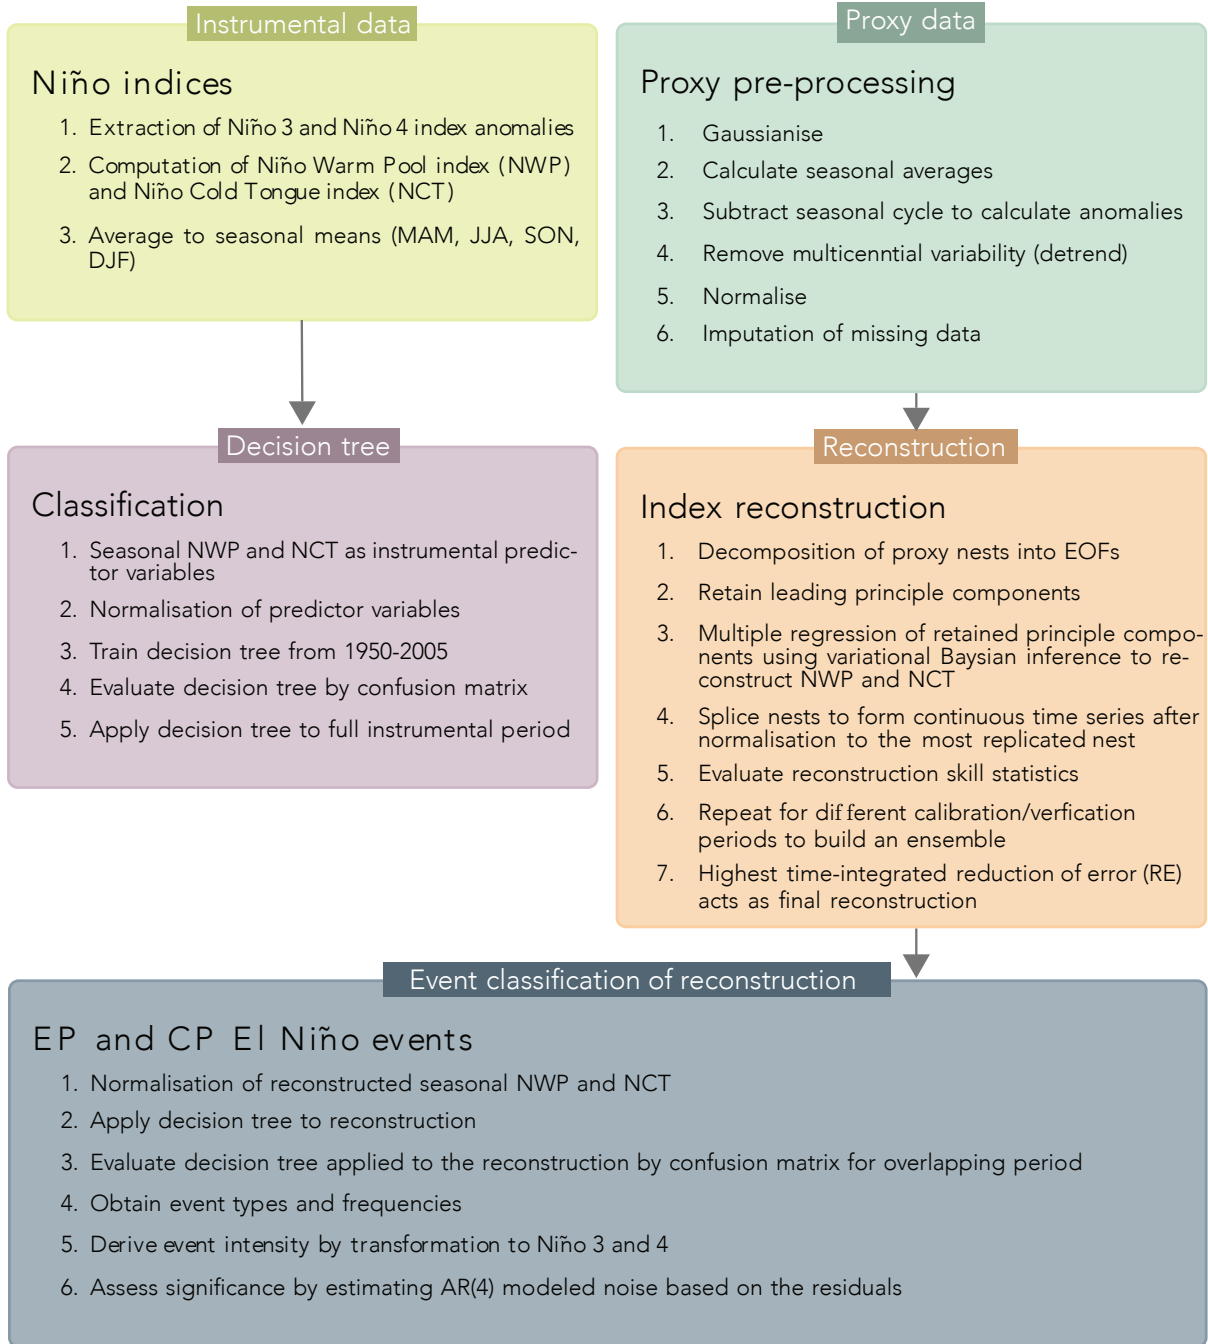 Instrumental data
Niño indices
1. Extraction of Niño 3 and Niño 4 index anomalies
2. Computation of Niño Warm Pool index (NWP)
and Niño Cold Tongue index (NCT)
3. Average to seasonal means (MAM, JJA, SON,
DJF)
Proxy data
Proxy pre-processing
1. Gaussianise
2. Calculate seasonal averages
3. Subtract seasonal cycle to calculate anomalies
4. Remove multicenntial variability (detrend)
5. Normalise
6. Imputation of missing data
Decision tree
Classification
1. Seasonal NWP and NCT as instrumental predic-
tor variables
2. Normalisation of predictor variables
3. Train decision tree from 1950-2005
4. Evaluate decision tree by confusion matrix
5. Apply decision tree to full instrumental period
Reconstruction
Index reconstruction
1. Decomposition of proxy nests into EOFs
2. Retain leading principle components
3. Multiple regression of retained principle compo-
nents using variational Baysian inference to re-
construct NWP and NCT
4. Splice nests to form continuous time series after
normalisation to the most replicated nest
5. Evaluate reconstruction skill statistics
6. Repeat for different calibration/verfication
periods to build an ensemble
7. Highest time-integrated reduction of error (RE)
acts as final reconstruction
Event classification of reconstruction
EP and CP El Niño events
1. Normalisation of reconstructed seasonal NWP and NCT
2. Apply decision tree to reconstruction
3. Evaluate decision tree applied to the reconstruction by confusion matrix for overlapping period
4. Obtain event types and frequencies
5. Derive event intensity by transformation to Niño 3 and 4
6. Assess significance by estimating AR(4) modeled noise based on the residuals